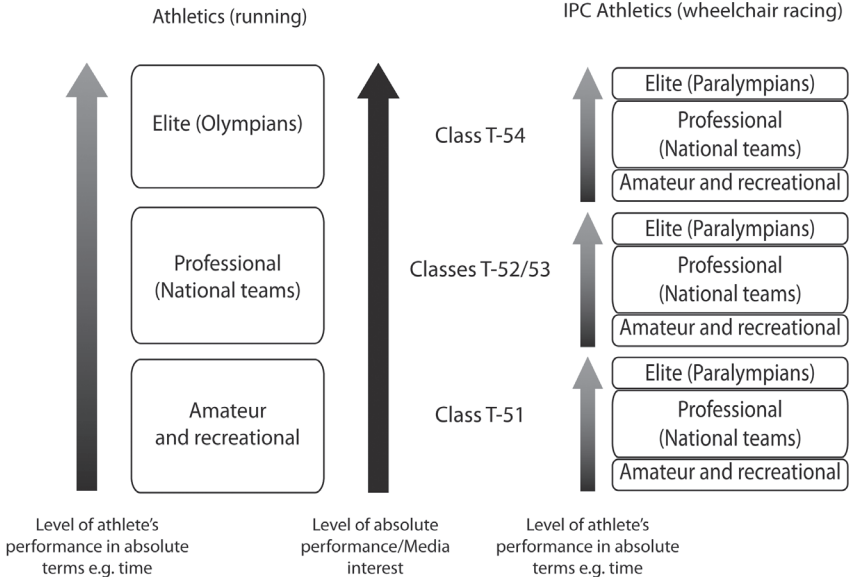 Athletics (running)
IPC Athletics (wheelchair racing)
Elite (Olympians)
Professional
(National teams)
Amateur
and recreational
Class T-54
Classes T-52/53
Class T-51
Elite (Paralympians)
Professional
(National teams)
Amateur and recreational
Elite (Paralympians)
Professional
(National teams)
Amateur and recreational
Elite (Paralympians)
Professional
(National teams)
Amateur and recreational
Level of athlete’s
performance in absolute
terms e.g. time
Level of absolute
performance/Media
interest
Level of athlete’s
performance in absolute
terms e.g. time